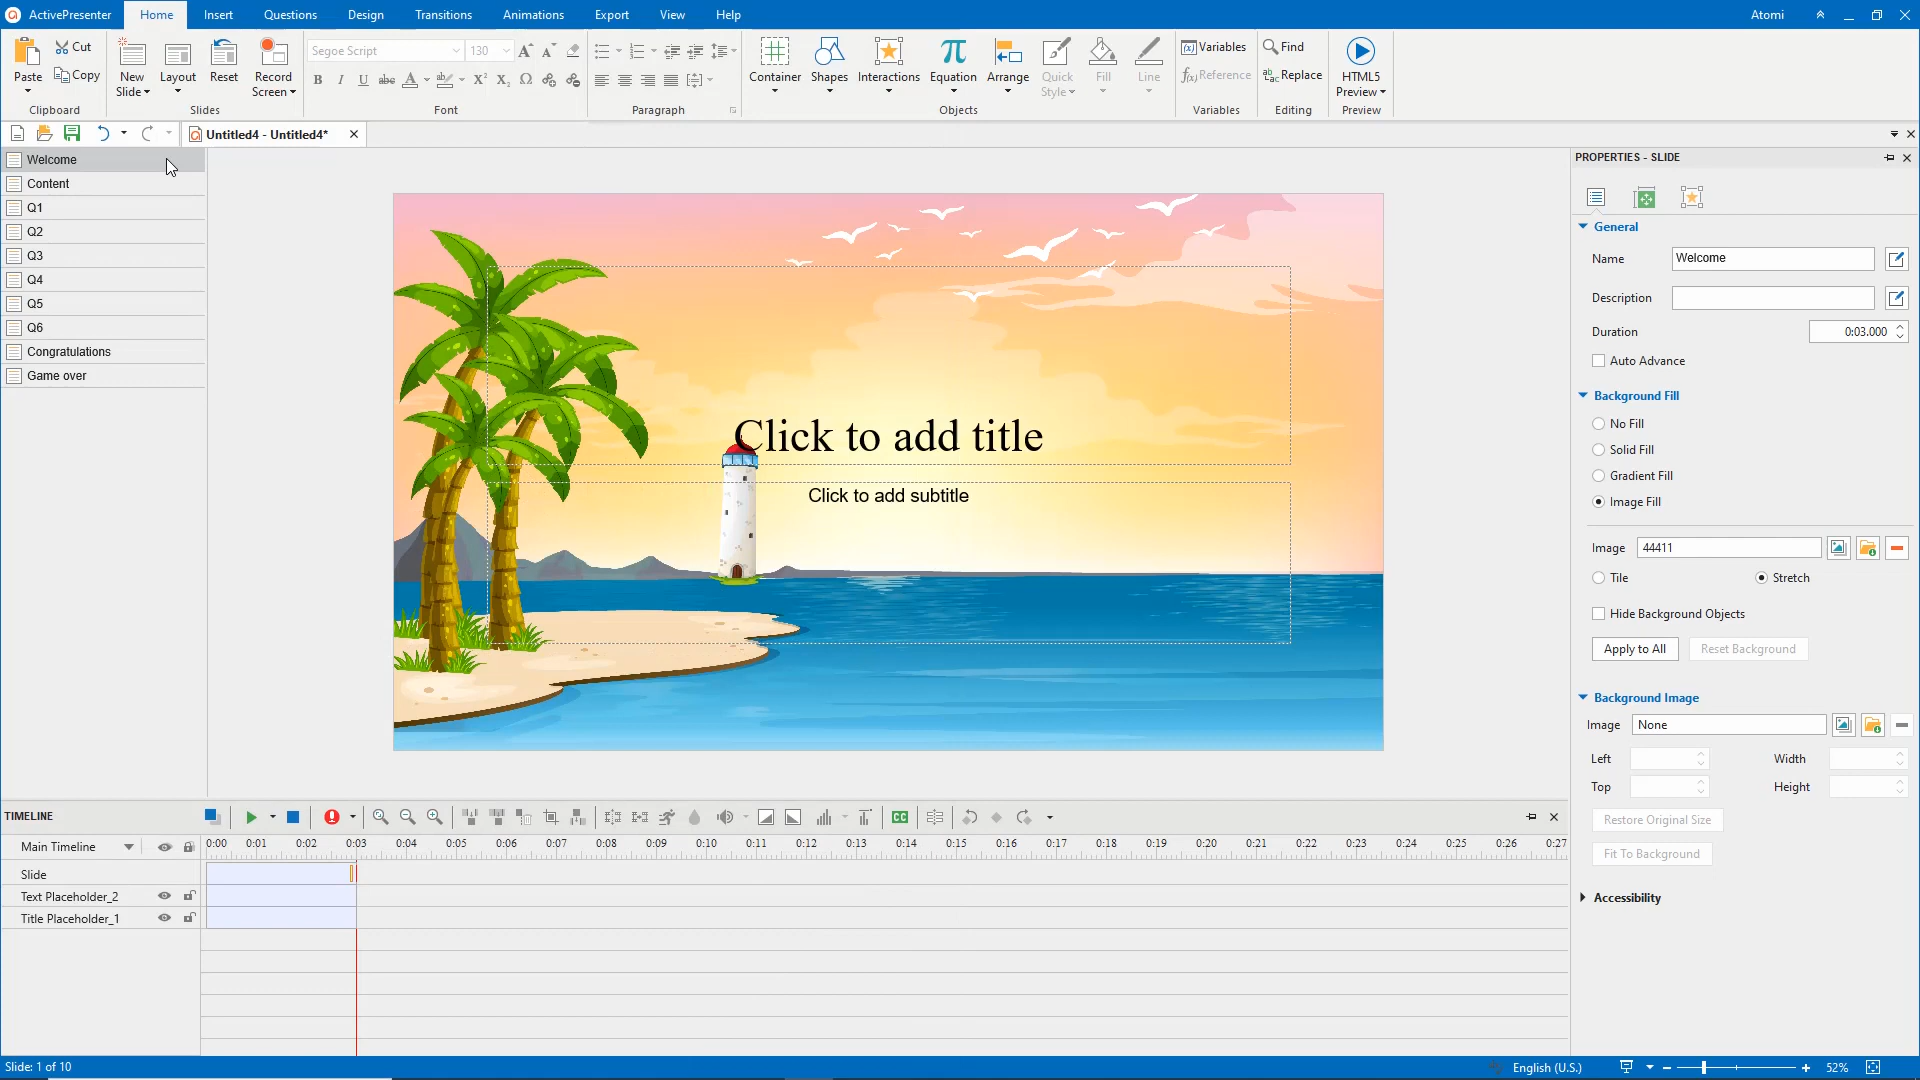 ActivePresenter
Home
Insert
Questions
Design
Transitions
Animations
Export
View
Help
Atomi
Paste
Cut
Copy
Clipboard
New Slide
Layout
Reset
Record Screen
Slides
Segoe Script
130
Font
Paragraph
Container
Shapes
Interactions
Equation
Arrange
Quick Style
Fill
Line
Objects
Variables
Reference
Variables
Find
Replace
Editing
HTML5 Preview
Preview
Untitled4 - Untitled4*
Welcome
Content
Q1
Q2
Q3
Q4
Q5
Q6
Congratulations
Game over
Click to add title
Click to add subtitle
PROPERTIES - SLIDE
General
Name
Welcome
Description
Duration
0:03.000
Auto Advance
Background Fill
No Fill
Solid Fill
Gradient Fill
Image Fill
Image
44411
Tile
Stretch
Hide Background Objects
Apply to All
Reset Background
Background Image
Image
None
Left
Width
Top
Height
Restore Original Size
Fit To Background
Accessibility
TIMELINE
CC
Main Timeline
0:00 0:01 0:02 0:03 0:04 0:05 0:06 0:07 0:08 0:09 0:10 0:11 0:12 0:13 0:14 0:15 0:16 0:17 0:18 0:19 0:20 0:21 0:22 0:23 0:24 0:25 0:26 0:27
Slide
Text Placeholder_2
Title Placeholder_1
Slide: 1 of 10
English (U.S.)
52%